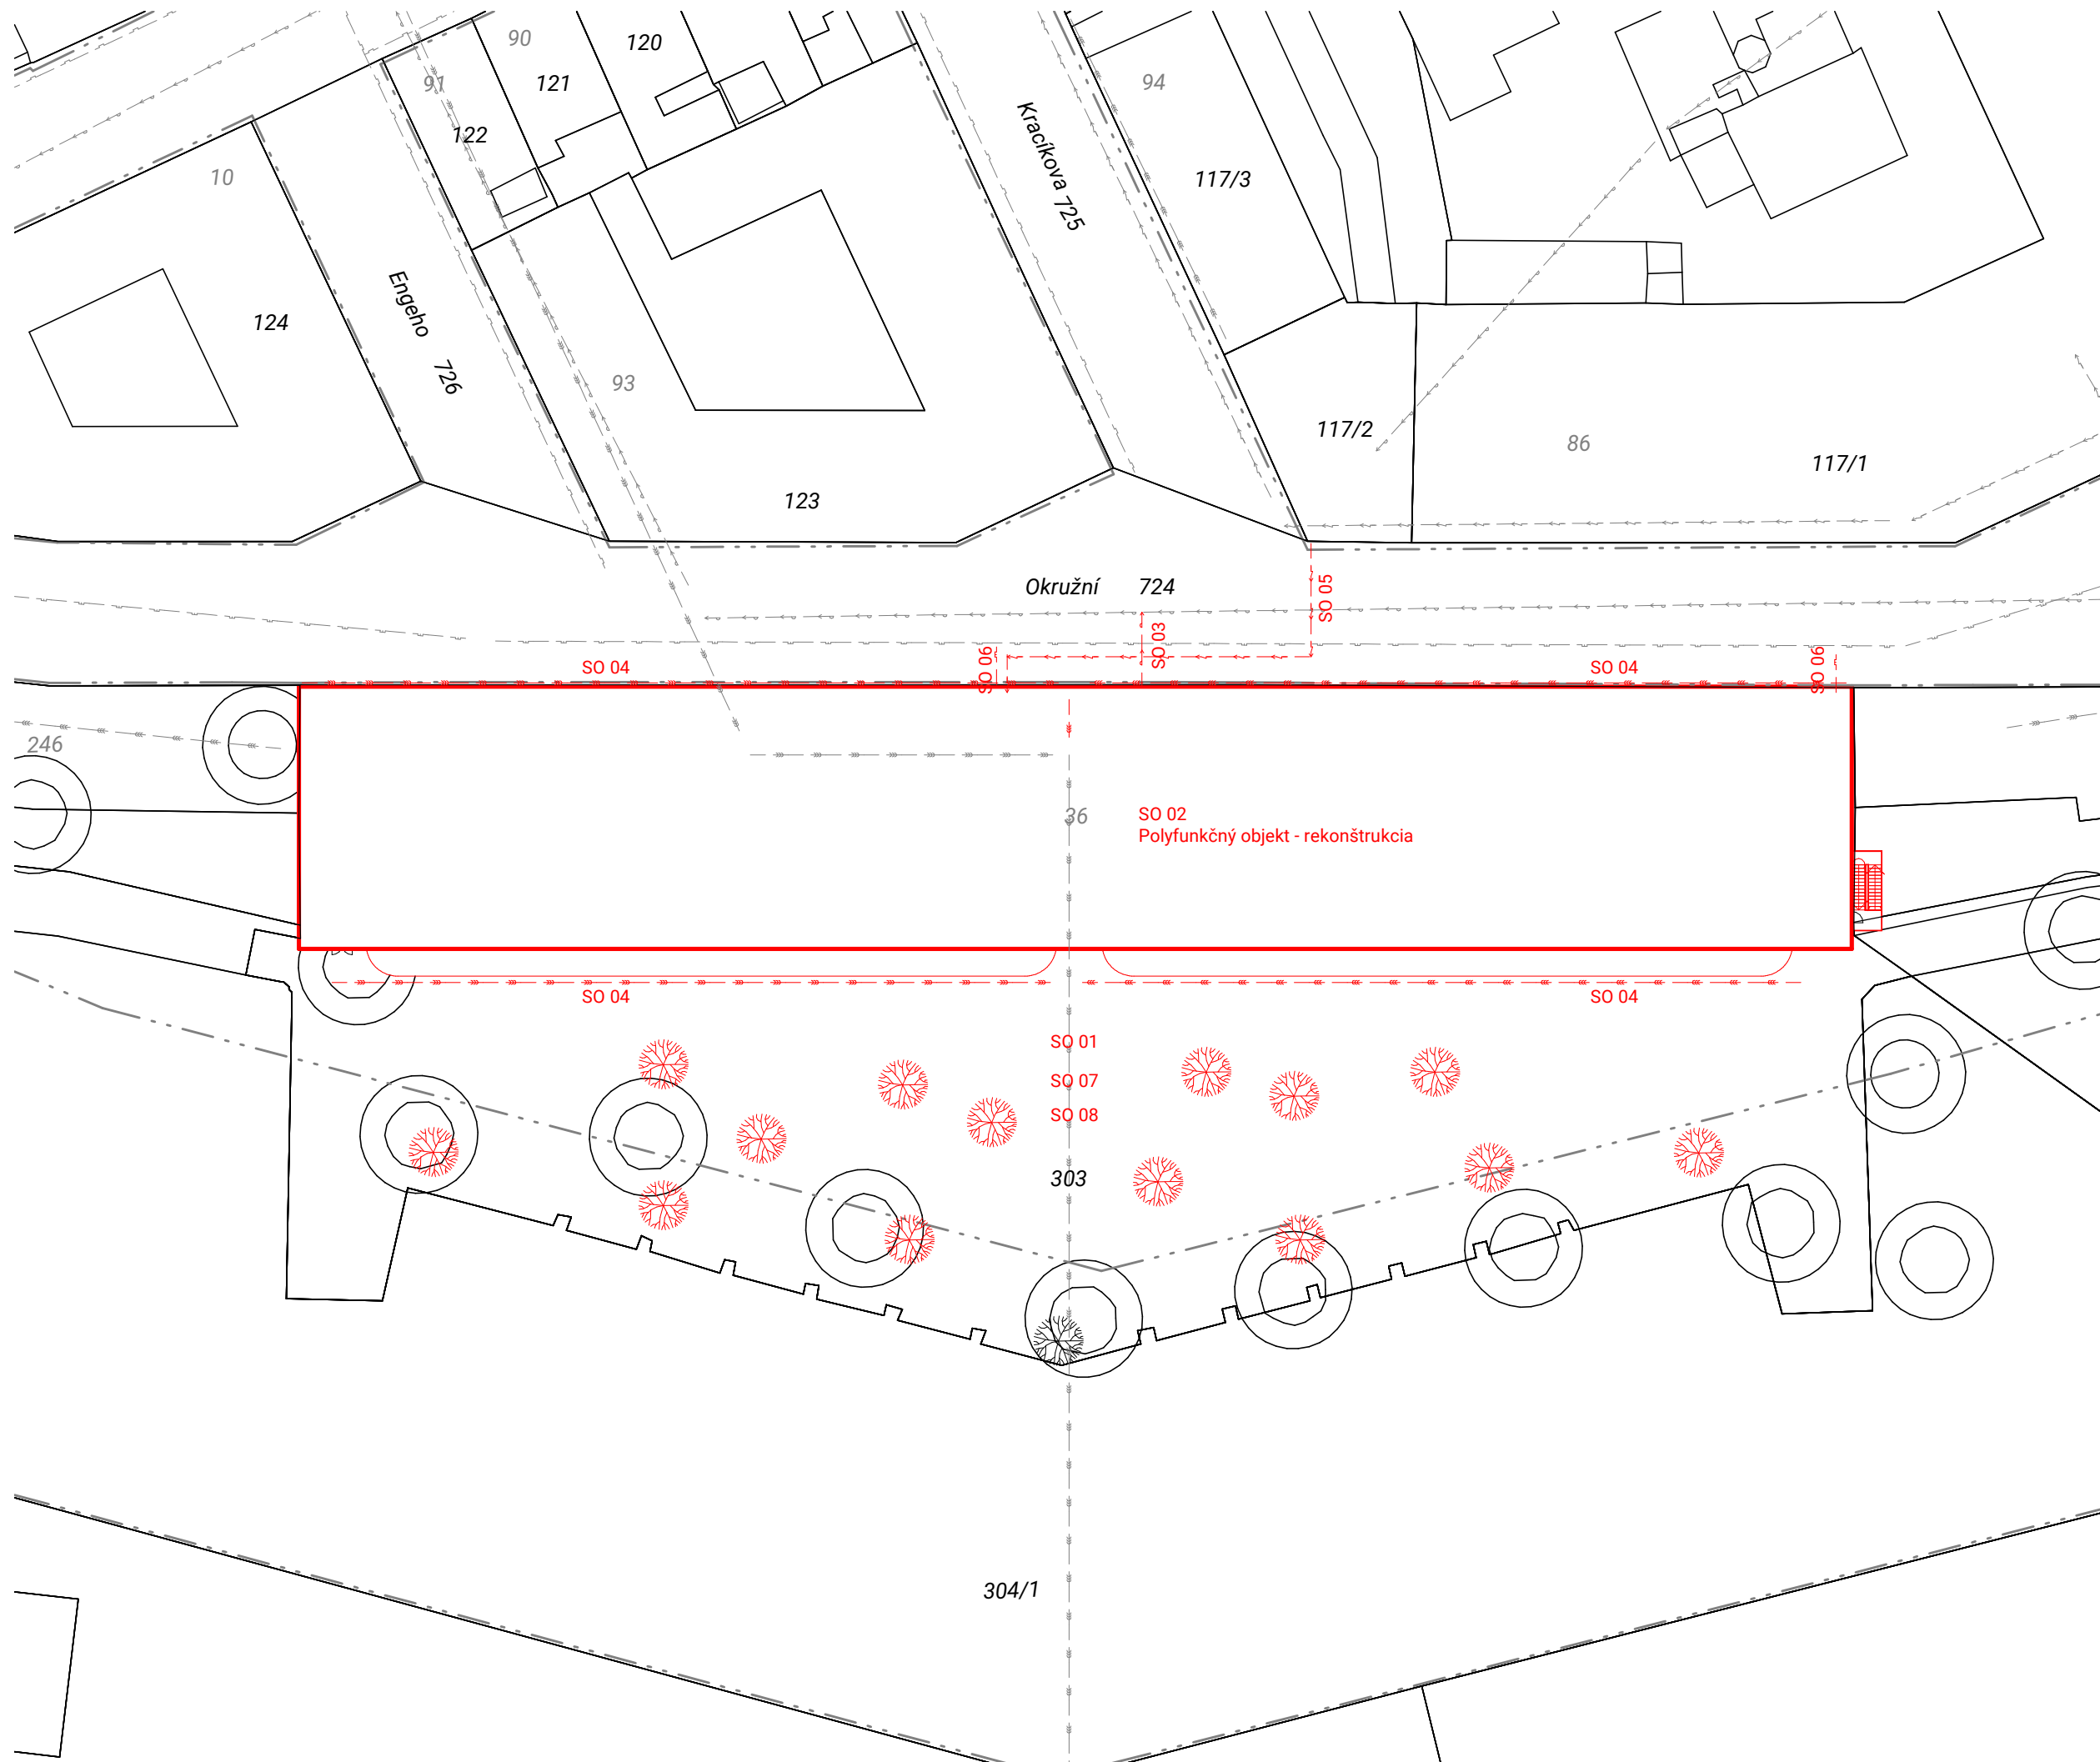 90
120
91
121
94
122
10
Kracíkova 725
117/3
Engeho 726
124
93
117/2
86
117/1
123
Okružní 724
SO 05
SO 03
SO 04
SO 06
SO 04
SO 06
246
36
SO 02
Polyfunkčný objekt - rekonštrukcia
SO 04
SO 04
SO 01
SO 07
SO 08
303
304/1